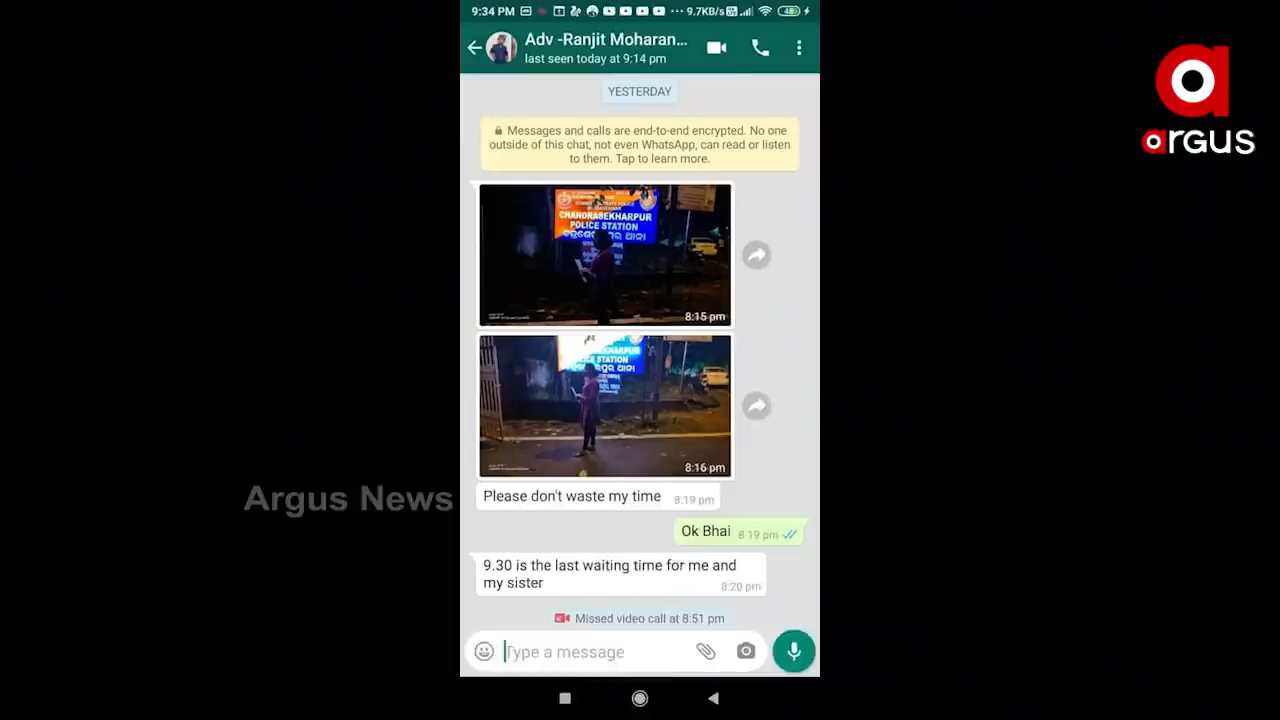 9:34 PM
9.7KB/s
48
Adv -Ranjit Moharan...
last seen today at 9:14 pm
argus
YESTERDAY
Messages and calls are end-to-end encrypted. No one
outside of this chat, not even WhatsApp, can read or listen
to them. Tap to learn more.
CHANDRASEKHARPUR
POLICE STATION
8:15 pm
8:16 pm
Argus News
Please don't waste my time 8:19 pm
Ok Bhai 8:19 pm
9.30 is the last waiting time for me and
my sister 8:20 pm
Missed video call at 8:51 pm
Type a message